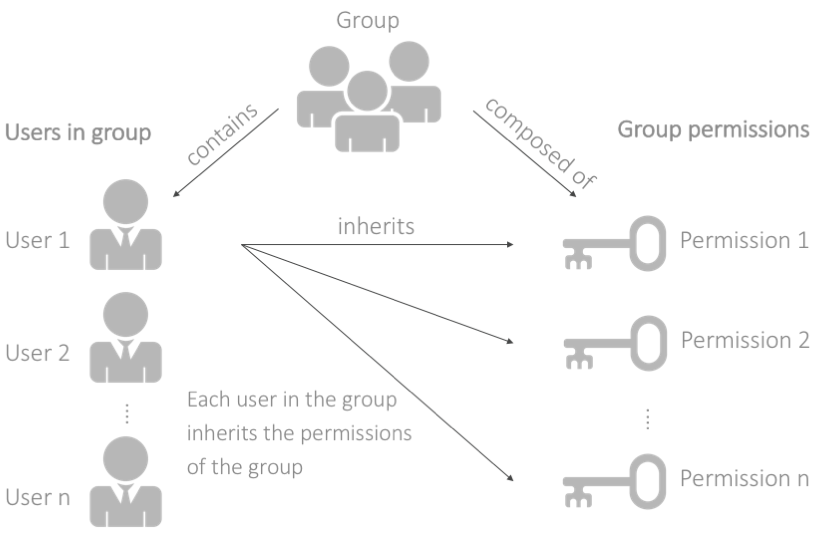 Group
contains
composed of
Users in group
Group permissions
User 1
inherits
Permission 1
User 2
Permission 2
Each user in the group
inherits the permissions
of the group
User n
Permission n